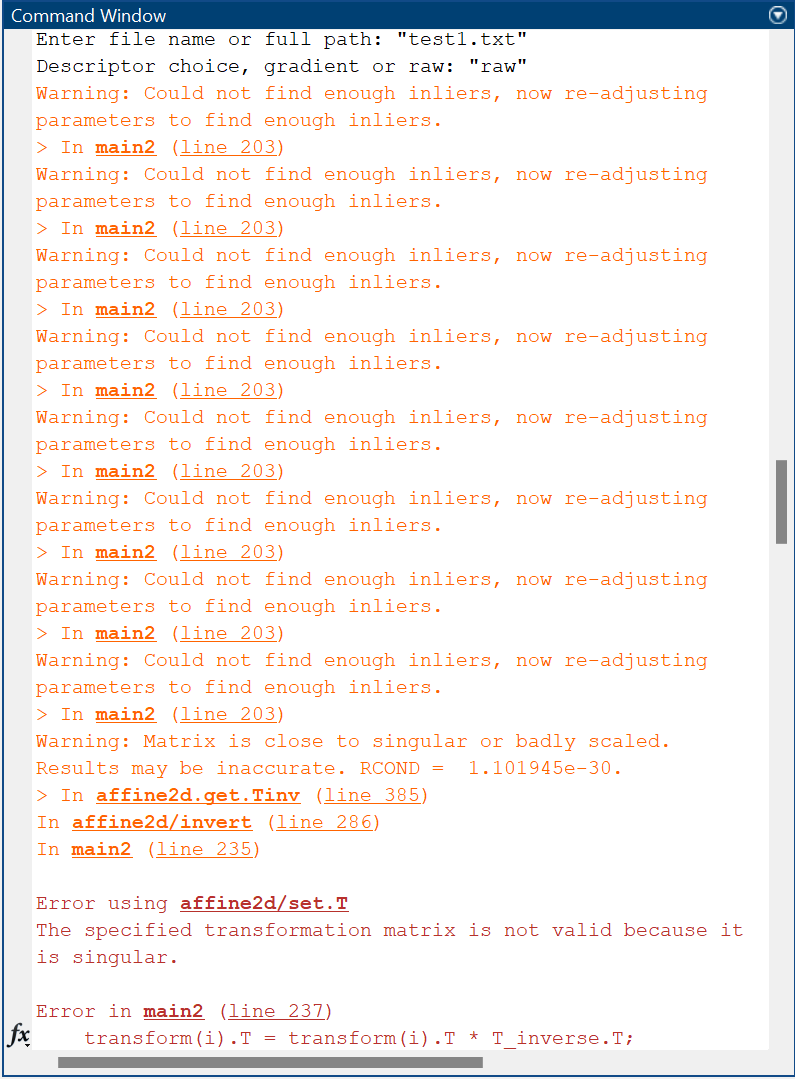 Command Window
Enter file name or full path: "test1.txt"
Descriptor choice, gradient or raw: "raw"
Warning: Could not find enough inliers, now re-adjusting
parameters to find enough inliers.
> In main2 (line 203)
Warning: Could not find enough inliers, now re-adjusting
parameters to find enough inliers.
> In main2 (line 203)
Warning: Could not find enough inliers, now re-adjusting
parameters to find enough inliers.
> In main2 (line 203)
Warning: Could not find enough inliers, now re-adjusting
parameters to find enough inliers.
> In main2 (line 203)
Warning: Could not find enough inliers, now re-adjusting
parameters to find enough inliers.
> In main2 (line 203)
Warning: Could not find enough inliers, now re-adjusting
parameters to find enough inliers.
> In main2 (line 203)
Warning: Could not find enough inliers, now re-adjusting
parameters to find enough inliers.
> In main2 (line 203)
Warning: Could not find enough inliers, now re-adjusting
parameters to find enough inliers.
> In main2 (line 203)
Warning: Matrix is close to singular or badly scaled.
Results may be inaccurate. RCOND =  1.101945e-30.
> In affine2d.get.Tinv (line 385)
In affine2d/invert (line 286)
In main2 (line 235)
Error using affine2d/set.T
The specified transformation matrix is not valid because it
is singular.
Error in main2 (line 237)
fx     transform(i).T = transform(i).T * T_inverse.T;